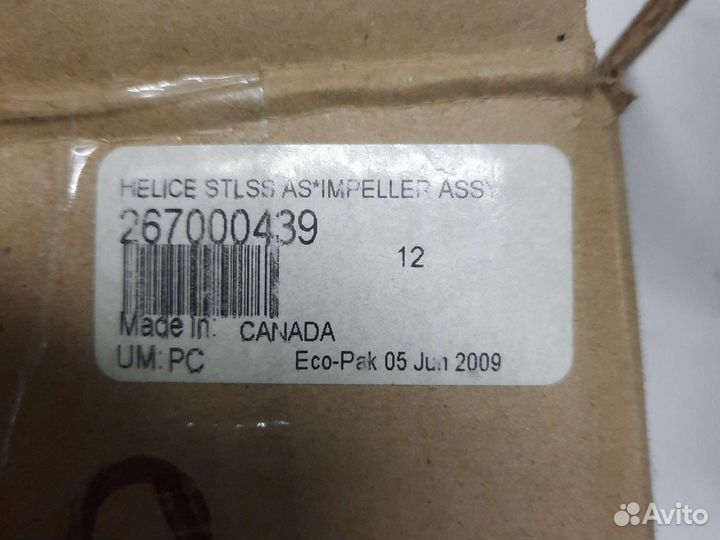 HELICE STLSS AS*IMPELLER ASSY
267000439
12
Made In: CANADA
UM: PC Eco-Pak 05 Jun 2009
Avito